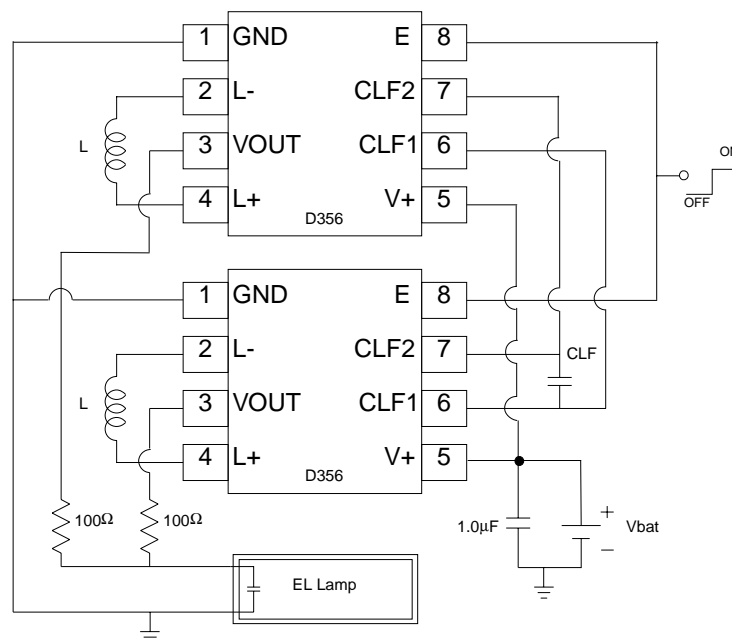 1 GND E 8
2 L- CLF2 7
L
3 VOUT CLF1 6
ON
OFF
4 L+ V+ 5
D356
1 GND E 8
2 L- CLF2 7
CLF
L
3 VOUT CLF1 6
4 L+ V+ 5
D356
100Ω 100Ω 1.0µF + Vbat −
EL Lamp